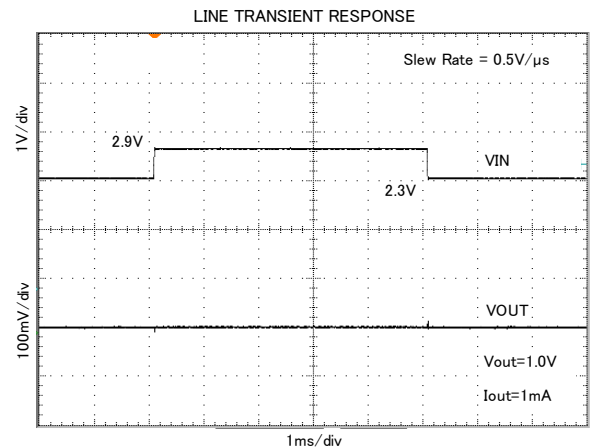 LINE TRANSIENT RESPONSE
Slew Rate = 0.5V/μs
1V/div
2.9V
VIN
2.3V
100mV/div
VOUT
Vout=1.0V
Iout=1mA
1ms/div